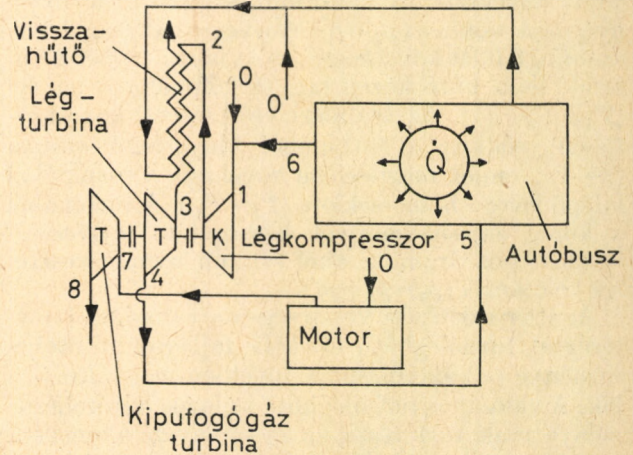 Vissza-
hűtő
2
0
0
Lég-
turbina
6
Q̇
1
3
T
T
K
Légkompresszor
5
Autóbusz
7
4
0
8
Motor
Kipufogógáz
turbina